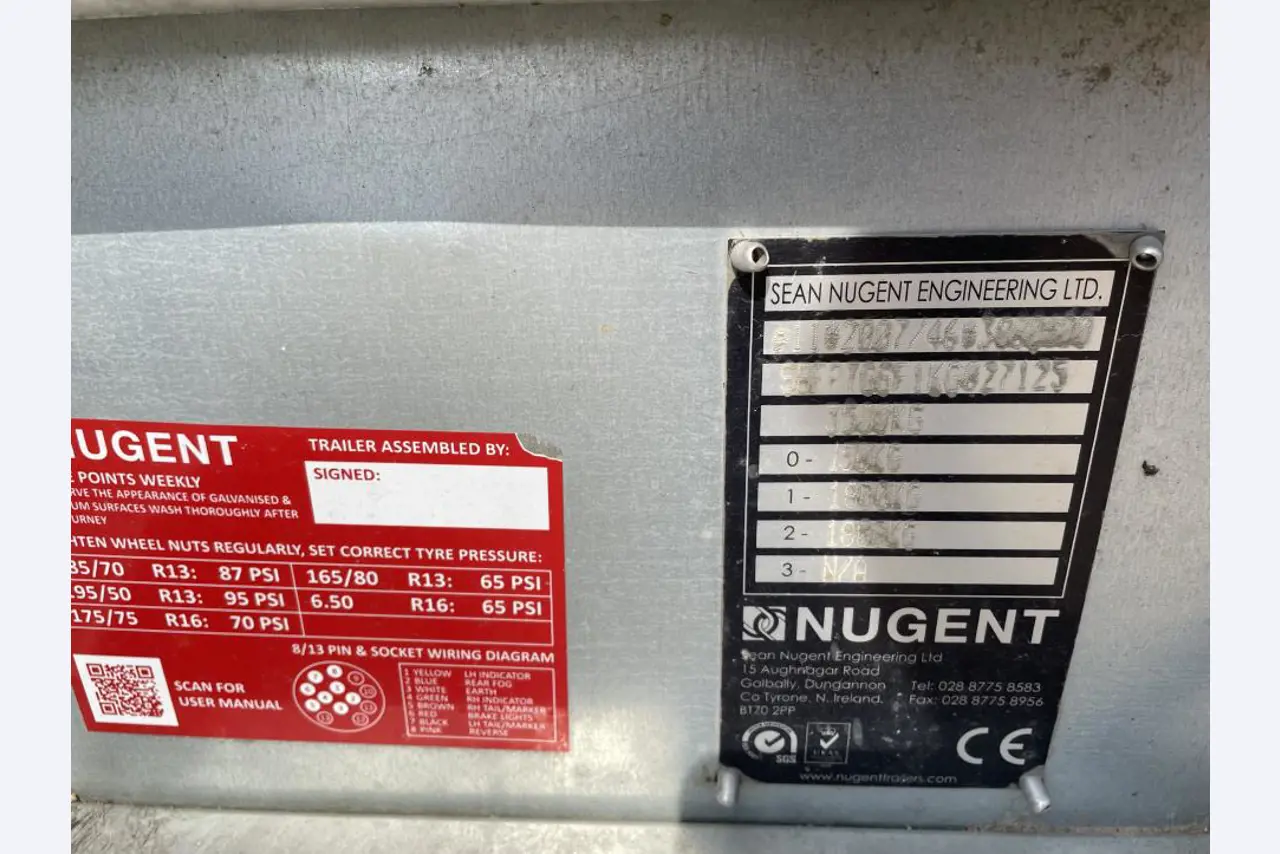 NUGENT
POINTS WEEKLY
RVE THE APPEARANCE OF GALVANISED &
UM SURFACES WASH THOROUGHLY AFTER
URNEY
TRAILER ASSEMBLED BY:
SIGNED:
HTEN WHEEL NUTS REGULARLY, SET CORRECT TYRE PRESSURE:
85/70 R13: 87 PSI 165/80 R13: 65 PSI
195/50 R13: 95 PSI 6.50 R16: 65 PSI
175/75 R16: 70 PSI
8/13 PIN & SOCKET WIRING DIAGRAM
SCAN FOR
USER MANUAL
1 YELLOW LH INDICATOR
2 BLUE REAR FOG
3 WHITE EARTH
4 GREEN RH INDICATOR
5 BROWN RH TAIL/MARKER
6 RED BRAKE LIGHTS
7 BLACK LH TAIL/MARKER
8 PINK REVERSE
SEAN NUGENT ENGINEERING LTD.
0 -
1 -
2 -
3 - N/A
NUGENT
Sean Nugent Engineering Ltd
15 Aughnagar Road
Galbally, Dungannon Tel: 028 8775 8583
Co Tyrone, N. Ireland. Fax: 028 8775 8956
BT70 2PP
SGS
UKAS
CE
www.nugenttrailers.com